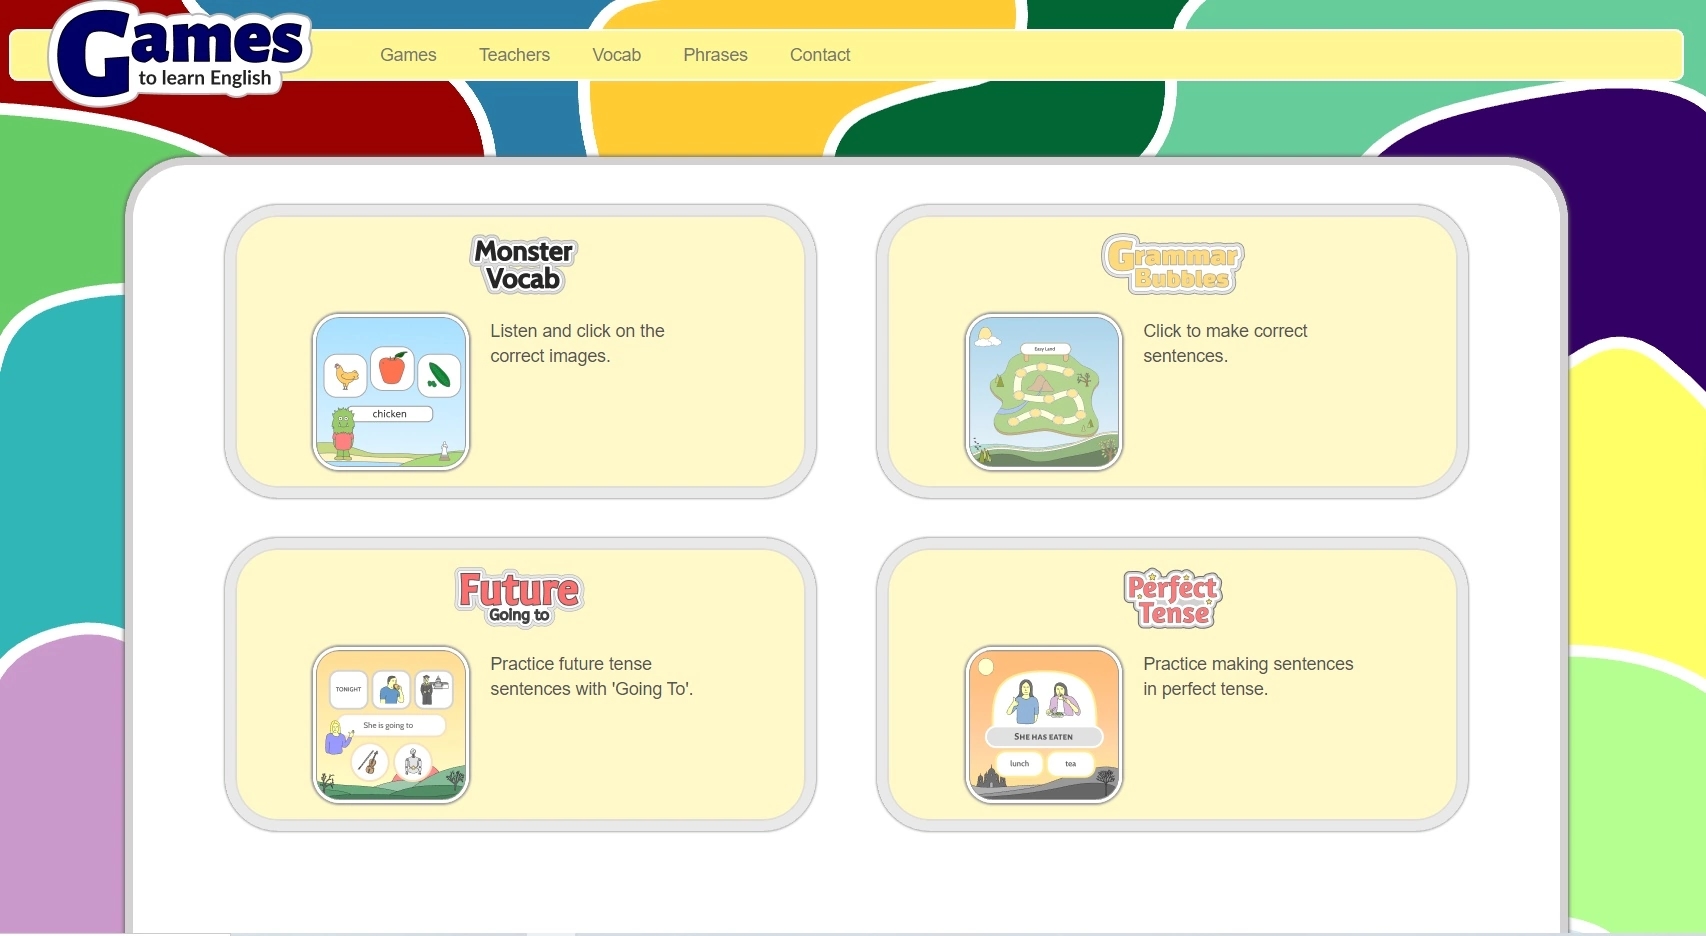 Games
to learn English
Games
Teachers
Vocab
Phrases
Contact
Monster
Vocab
chicken
Listen and click on the
correct images.
Grammar
Bubbles
Easy Land
Click to make correct
sentences.
Future
Going to
TONIGHT
She is going to
Practice future tense
sentences with 'Going To'.
Perfect
Tense
SHE HAS EATEN
lunch
tea
Practice making sentences
in perfect tense.